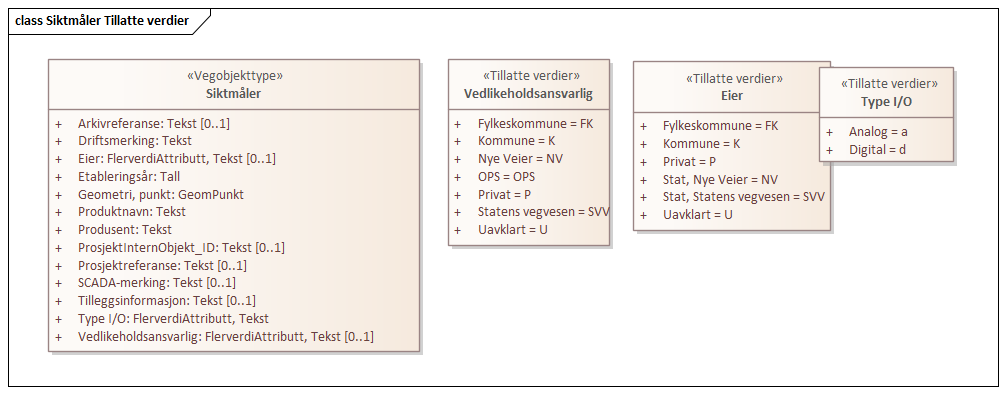 class Siktmåler Tillatte verdier
«Vegobjekttype»
Siktmåler
+ Arkivreferanse: Tekst [0..1]
+ Driftsmerking: Tekst
+ Eier: FlerverdiAttributt, Tekst [0..1]
+ Etableringsår: Tall
+ Geometri, punkt: GeomPunkt
+ Produktnavn: Tekst
+ Produsent: Tekst
+ ProsjektInternObjekt_ID: Tekst [0..1]
+ Prosjektreferanse: Tekst [0..1]
+ SCADA-merking: Tekst [0..1]
+ Tilleggsinformasjon: Tekst [0..1]
+ Type I/O: FlerverdiAttributt, Tekst
+ Vedlikeholdsansvarlig: FlerverdiAttributt, Tekst [0..1]
«Tillatte verdier»
Vedlikeholdsansvarlig
+ Fylkeskommune = FK
+ Kommune = K
+ Nye Veier = NV
+ OPS = OPS
+ Privat = P
+ Statens vegvesen = SVV
+ Uavklart = U
«Tillatte verdier»
Eier
+ Fylkeskommune = FK
+ Kommune = K
+ Privat = P
+ Stat, Nye Veier = NV
+ Stat, Statens vegvesen = SVV
+ Uavklart = U
«Tillatte verdier»
Type I/O
+ Analog = a
+ Digital = d